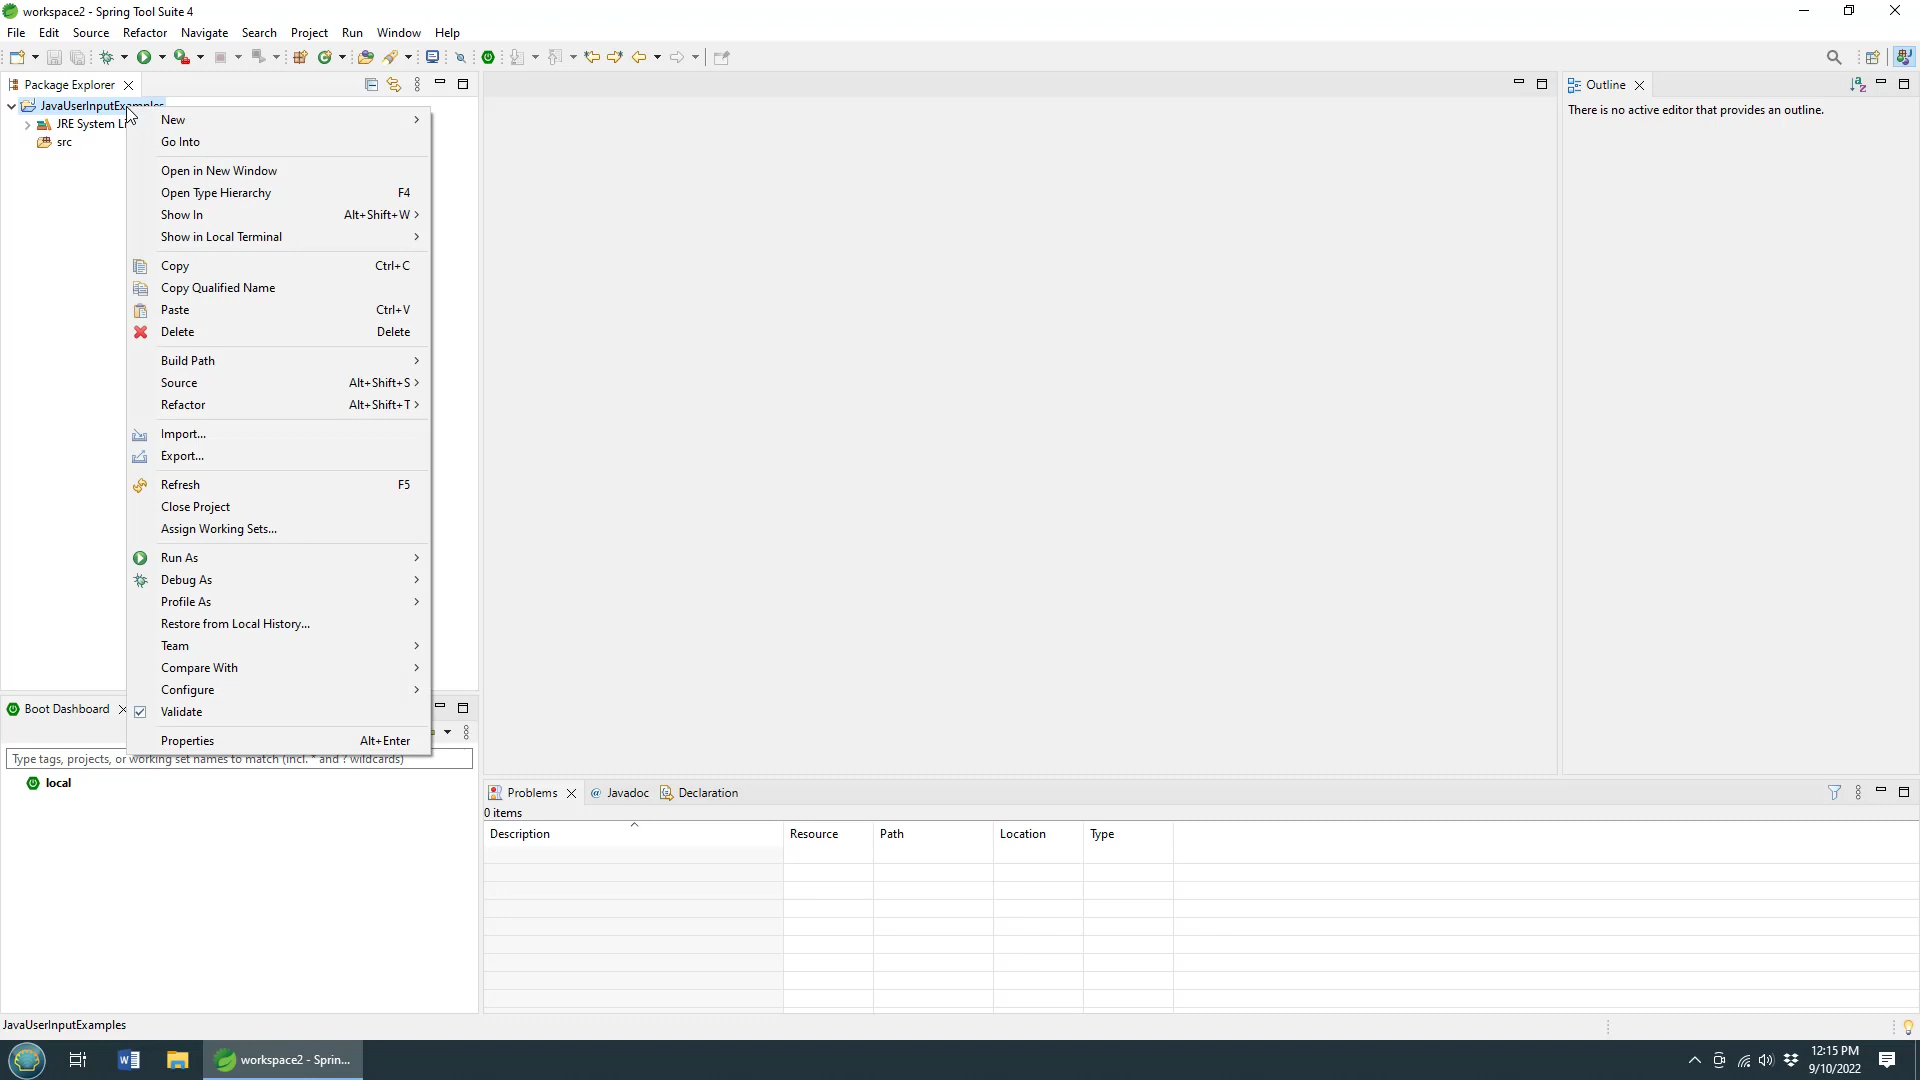 workspace2 - Spring Tool Suite 4
File Edit Source Refactor Navigate Search Project Run Window Help
Package Explorer
JavaUserInputExamples
JRE System Li
src
New
Go Into
Open in New Window
Open Type Hierarchy F4
Show In Alt+Shift+W
Show in Local Terminal
Copy Ctrl+C
Copy Qualified Name
Paste Ctrl+V
Delete Delete
Build Path
Source Alt+Shift+S
Refactor Alt+Shift+T
Import...
Export...
Refresh F5
Close Project
Assign Working Sets...
Run As
Debug As
Profile As
Restore from Local History...
Team
Compare With
Configure
Validate
Properties Alt+Enter
Outline
There is no active editor that provides an outline.
Boot Dashboard
Type tags, projects, or working set names to match (incl. * and ? wildcards)
local
Problems @ Javadoc Declaration
0 items
Description Resource Path Location Type
JavaUserInputExamples
workspace2 - Sprin...
12:15 PM
9/10/2022